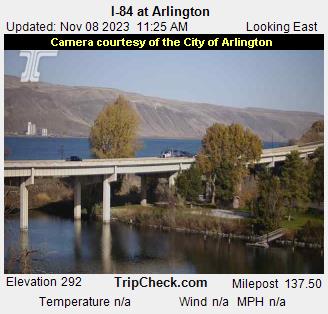 I-84 at Arlington
Updated: Nov 08 2023 11:25 AM Looking East
Camera courtesy of the City of Arlington
Elevation 292 TripCheck.com Milepost 137.50
Temperature n/a Wind n/a MPH n/a